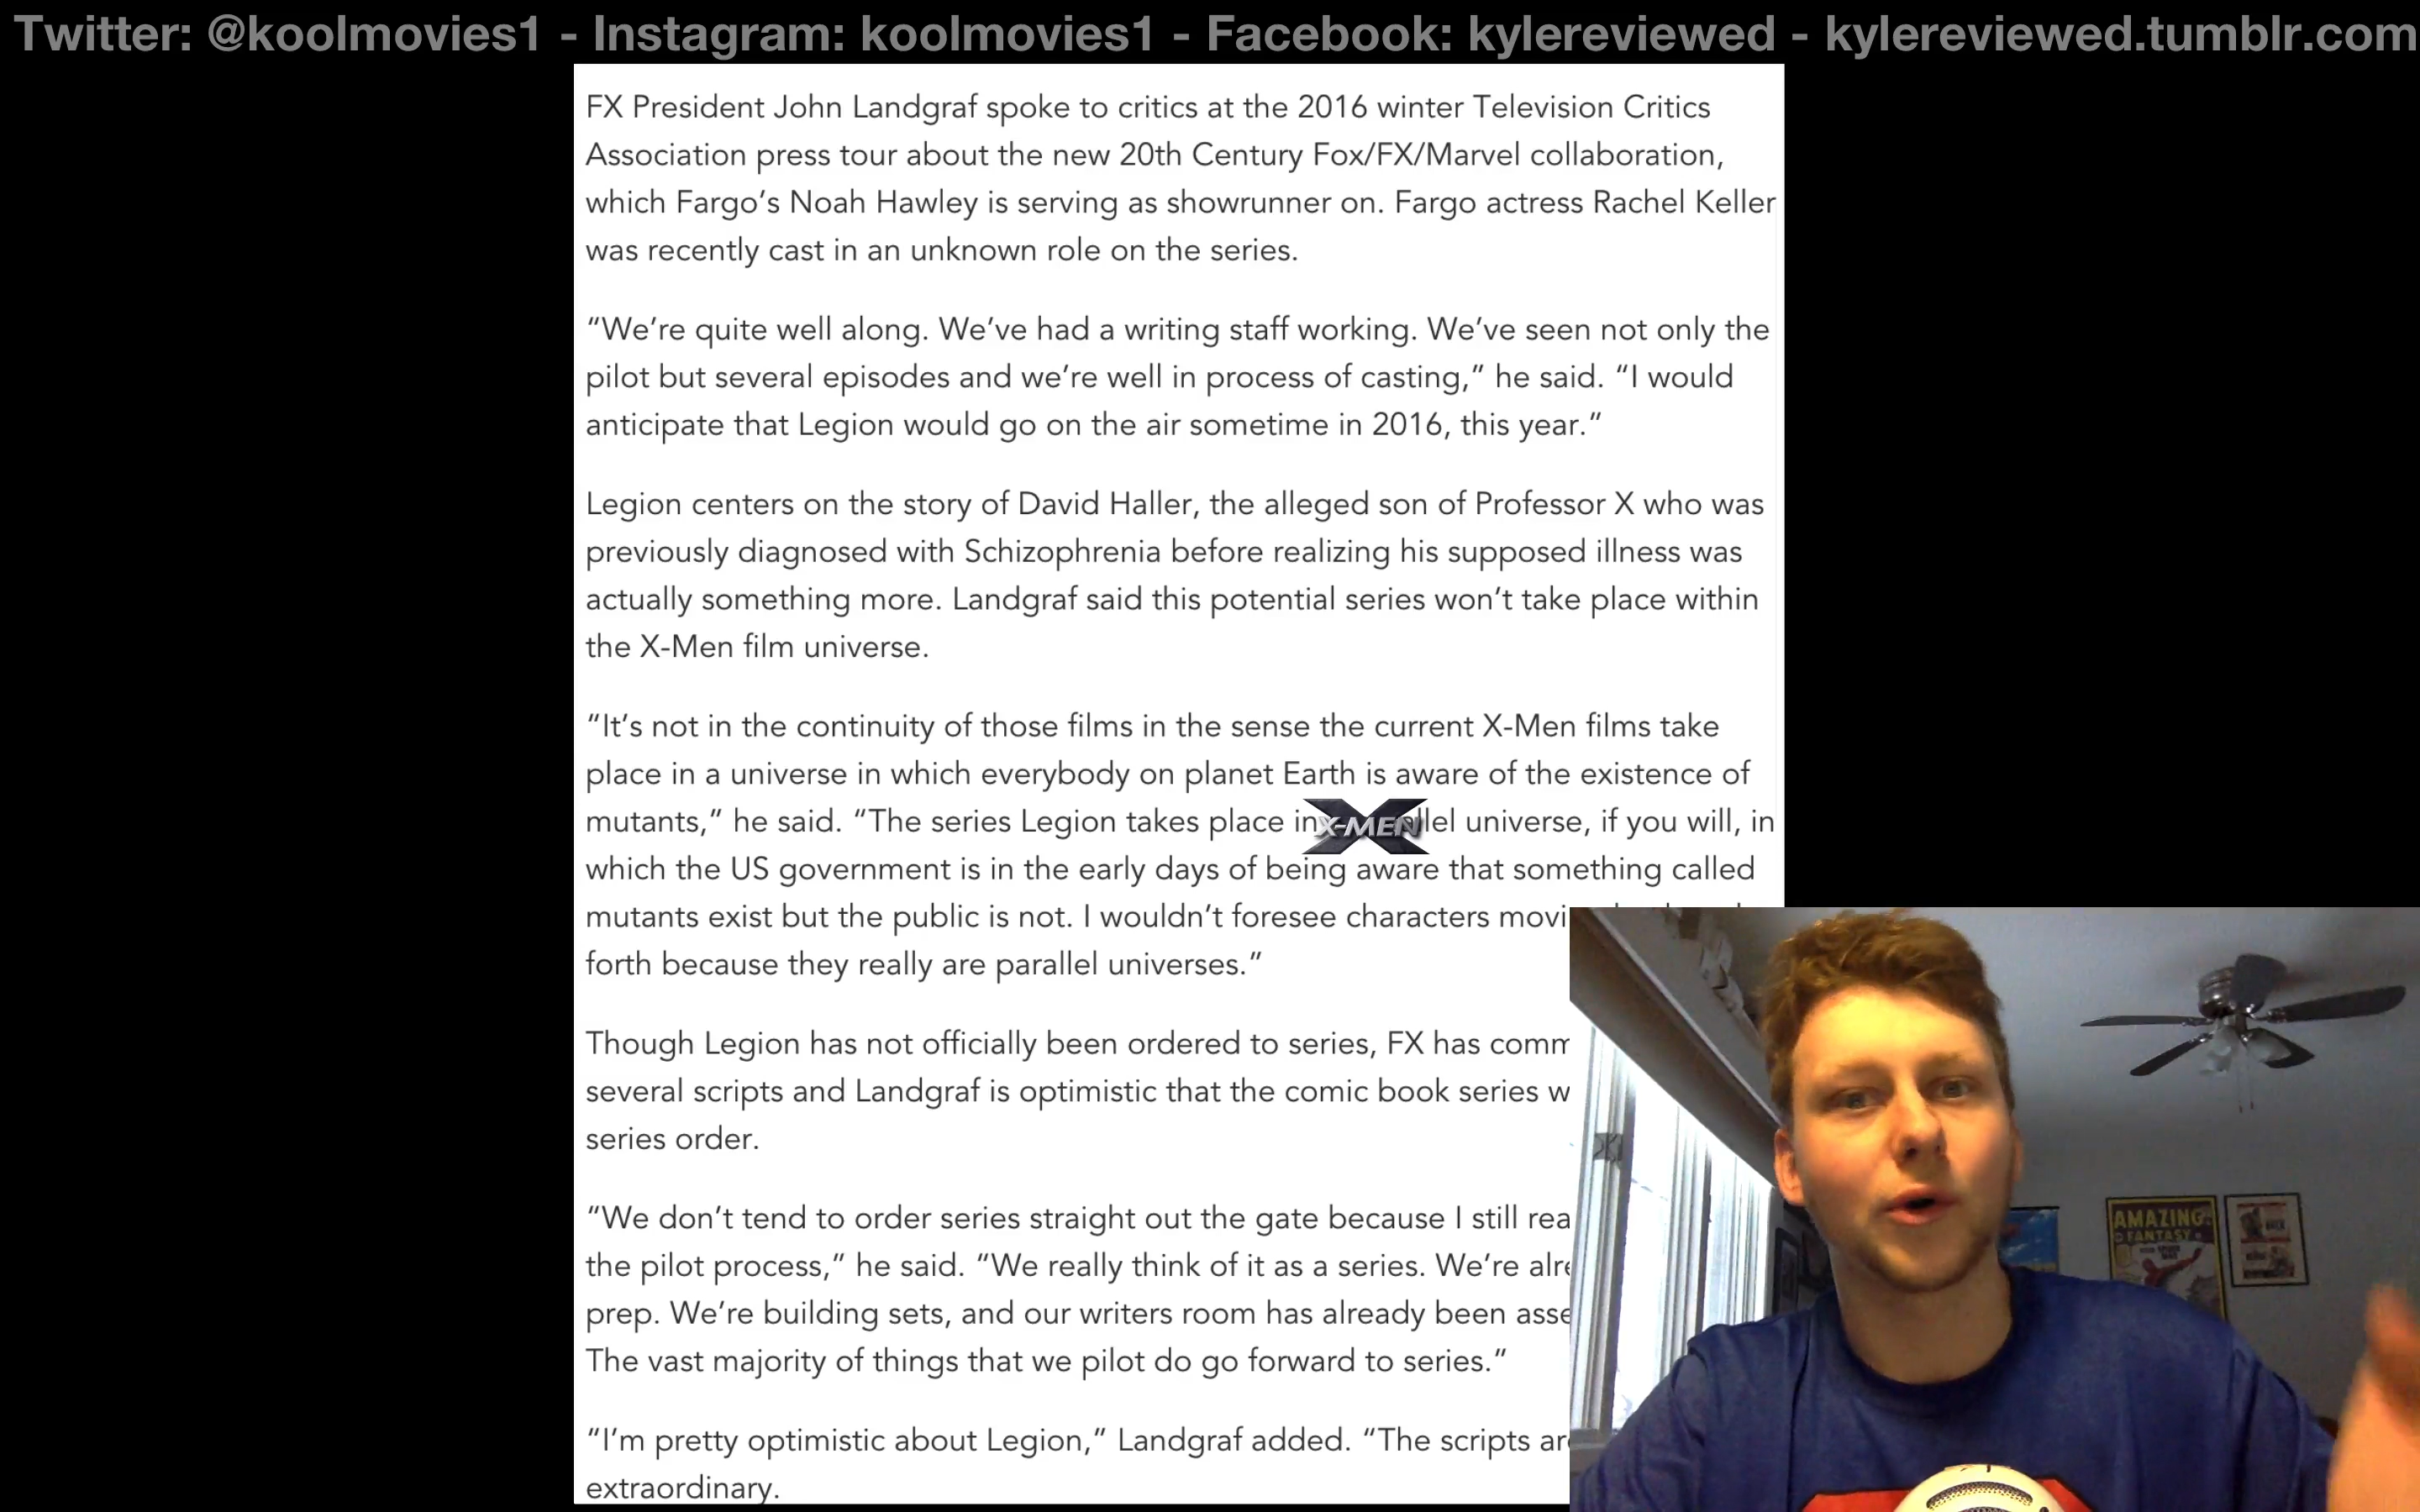 Twitter: @koolmovies1 - Instagram: koolmovies1 - Facebook: kylereviewed - kylereviewed.tumblr.com
FX President John Landgraf spoke to critics at the 2016 winter Television Critics
Association press tour about the new 20th Century Fox/FX/Marvel collaboration,
which Fargo’s Noah Hawley is serving as showrunner on. Fargo actress Rachel Keller
was recently cast in an unknown role on the series.
“We’re quite well along. We’ve had a writing staff working. We’ve seen not only the
pilot but several episodes and we’re well in process of casting,” he said. “I would
anticipate that Legion would go on the air sometime in 2016, this year.”
Legion centers on the story of David Haller, the alleged son of Professor X who was
previously diagnosed with Schizophrenia before realizing his supposed illness was
actually something more. Landgraf said this potential series won’t take place within
the X-Men film universe.
“It’s not in the continuity of those films in the sense the current X-Men films take
place in a universe in which everybody on planet Earth is aware of the existence of
mutants,” he said. “The series Legion takes place in universe, if you will, in
X-MEN
which the US government is in the early days of being aware that something called
mutants exist but the public is not. I wouldn’t foresee characters
forth because they really are parallel universes.”
Though Legion has not officially been ordered to series, FX has
several scripts and Landgraf is optimistic that the comic book series
series order.
“We don’t tend to order series straight out the gate because I still
the pilot process,” he said. “We really think of it as a series. We’re
prep. We’re building sets, and our writers room has already been
The vast majority of things that we pilot do go forward to series.”
“I’m pretty optimistic about Legion,” Landgraf added. “The scripts
extraordinary.
AMAZING
FANTASY